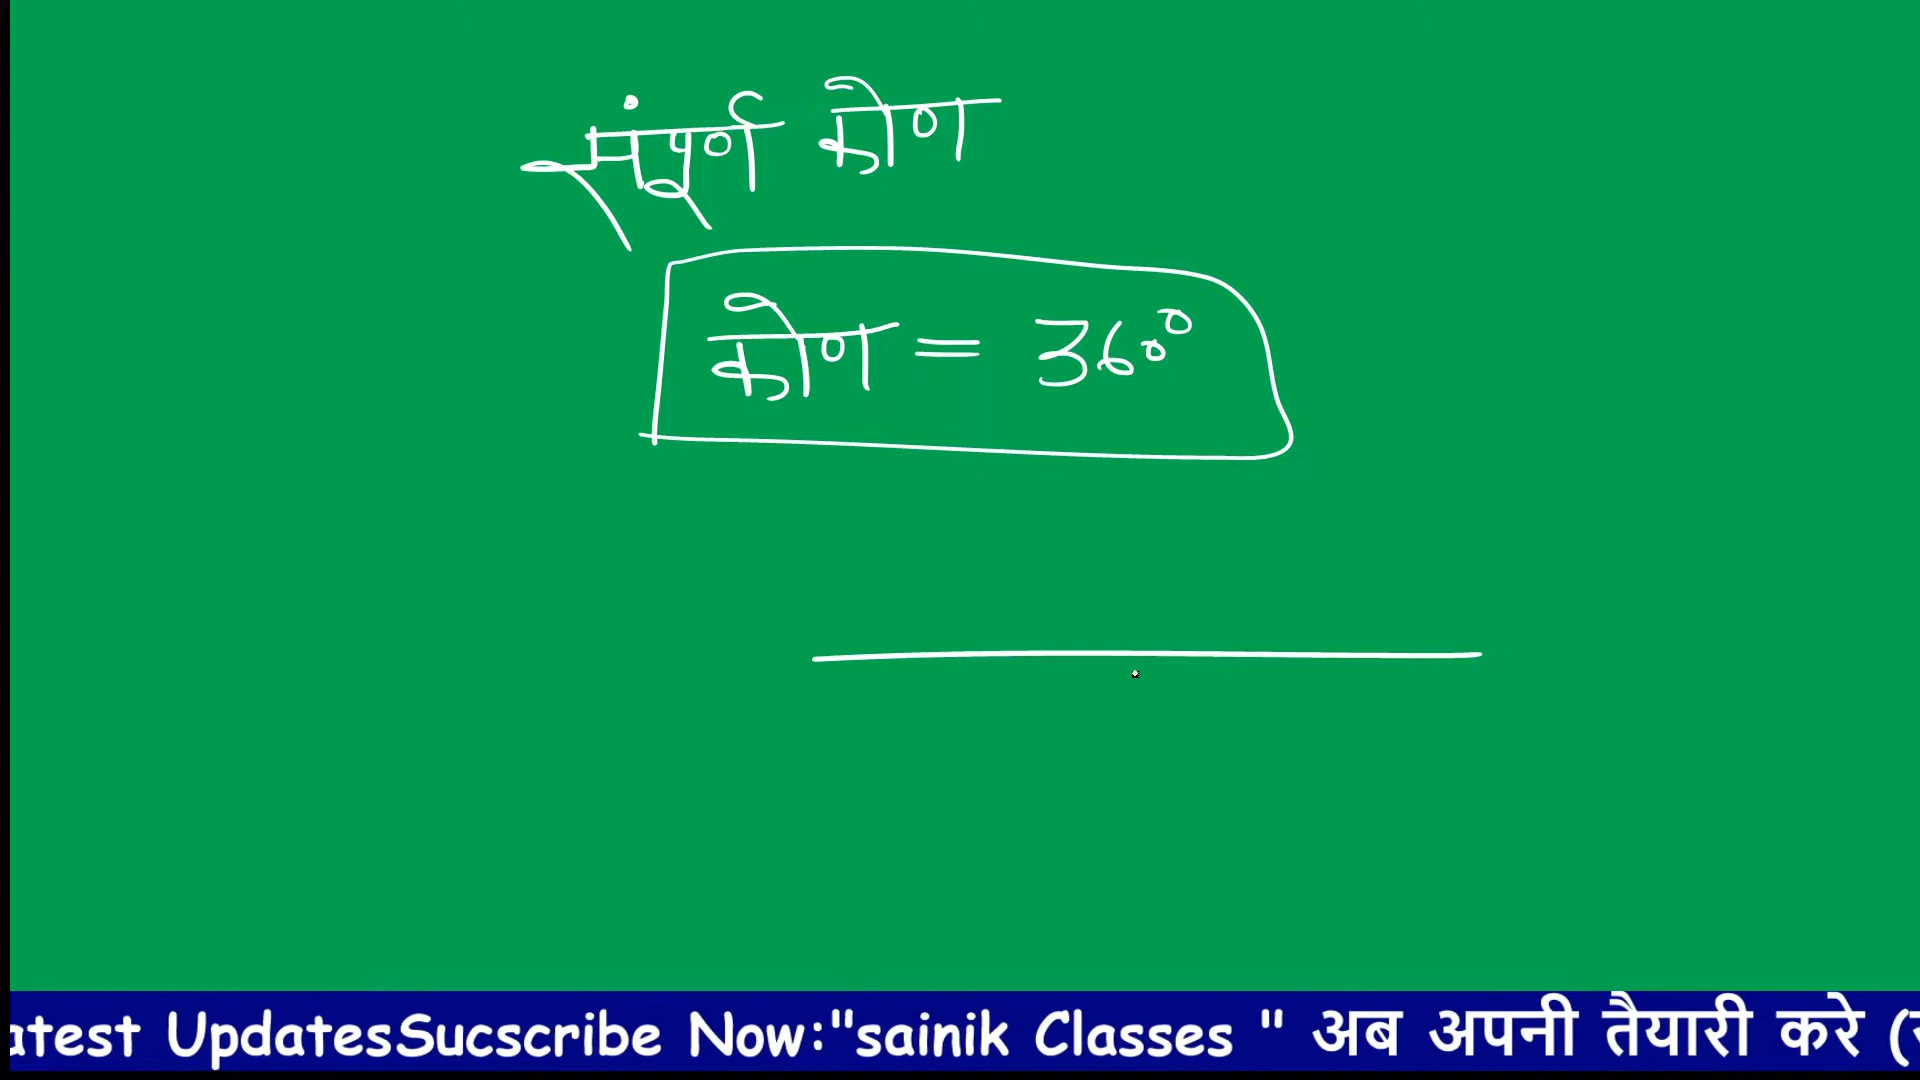 संपूर्ण कोण
कोण = 360°
atest UpdatesSucscribe Now:"sainik Classes " अब अपनी तैयारी करे (